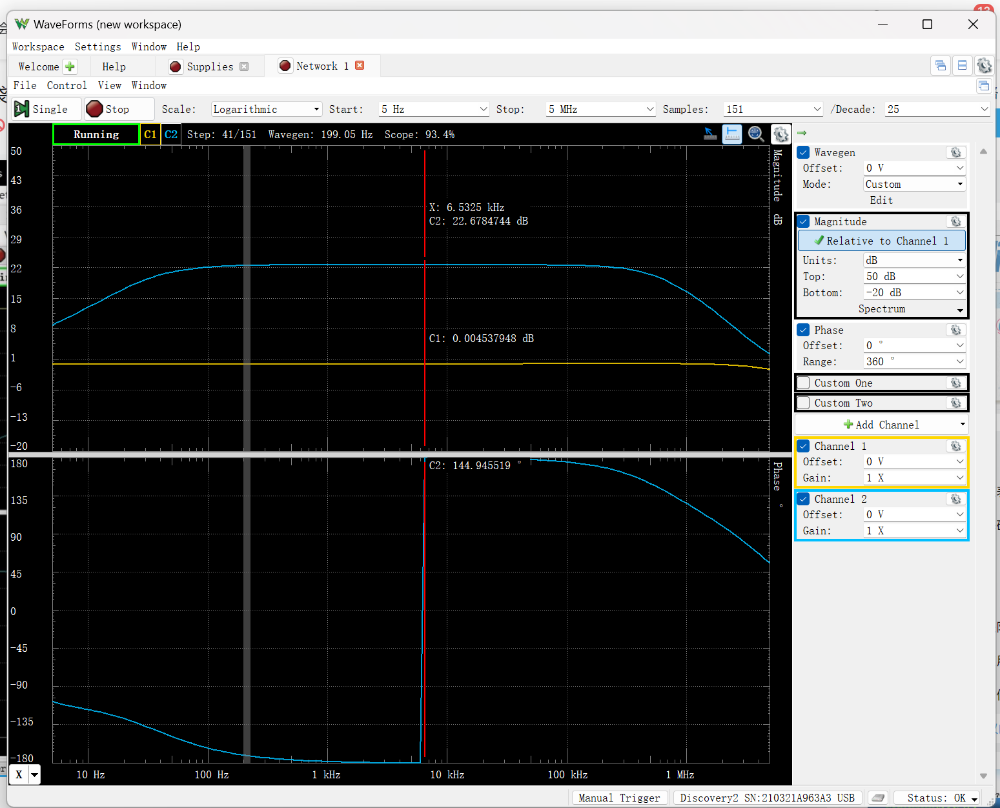 WaveForms (new workspace)
Workspace Settings Window Help
Welcome Help Supplies Network 1
File Control View Window
Single Stop Scale: Logarithmic Start: 5 Hz Stop: 5 MHz Samples: 151 /Decade: 25
Running C1 C2 Step: 41/151 Wavegen: 199.05 Hz Scope: 93.4%
50
43
36
29
22
15
8
1
-6
-13
-20
X: 6.5325 kHz
C2: 22.6784744 dB
C1: 0.004537948 dB
Magnitude dB
180
135
90
45
0
-45
-90
-135
-180
C2: 144.945519 °
Phase °
X 10 Hz 100 Hz 1 kHz 10 kHz 100 kHz 1 MHz
Wavegen
Offset: 0 V
Mode: Custom
Edit
Magnitude
Relative to Channel 1
Units: dB
Top: 50 dB
Bottom: -20 dB
Spectrum
Phase
Offset: 0 °
Range: 360 °
Custom One
Custom Two
Add Channel
Channel 1
Offset: 0 V
Gain: 1 X
Channel 2
Offset: 0 V
Gain: 1 X
Manual Trigger Discovery2 SN:210321A963A3 USB Status: OK